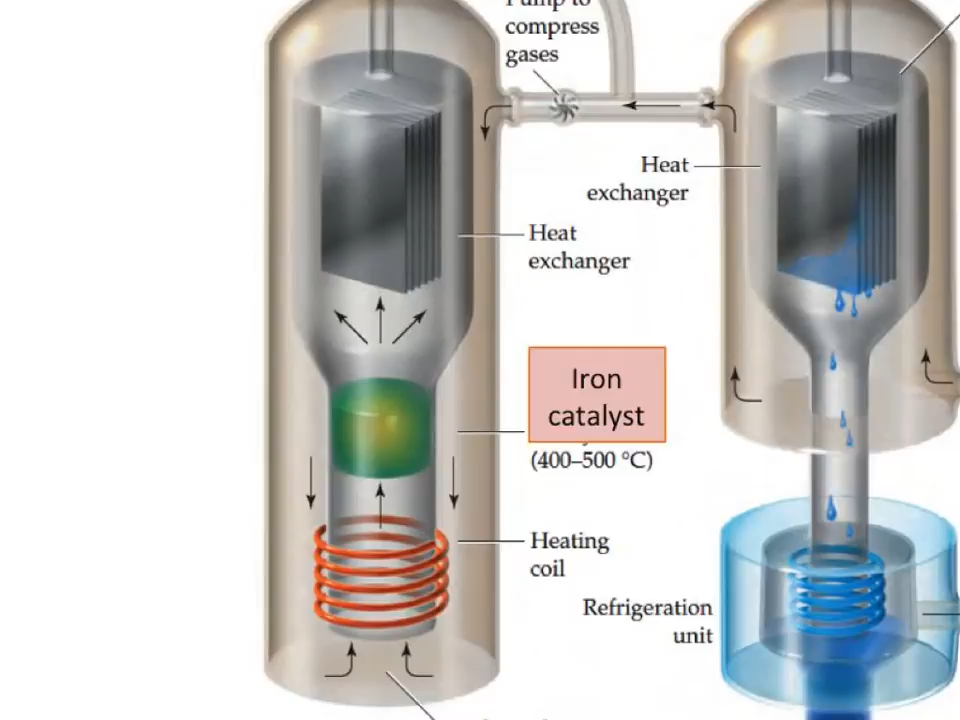 Pump to
compress
gases
Heat
exchanger
Heat
exchanger
Iron
catalyst
(400–500 °C)
Heating
coil
Refrigeration
unit